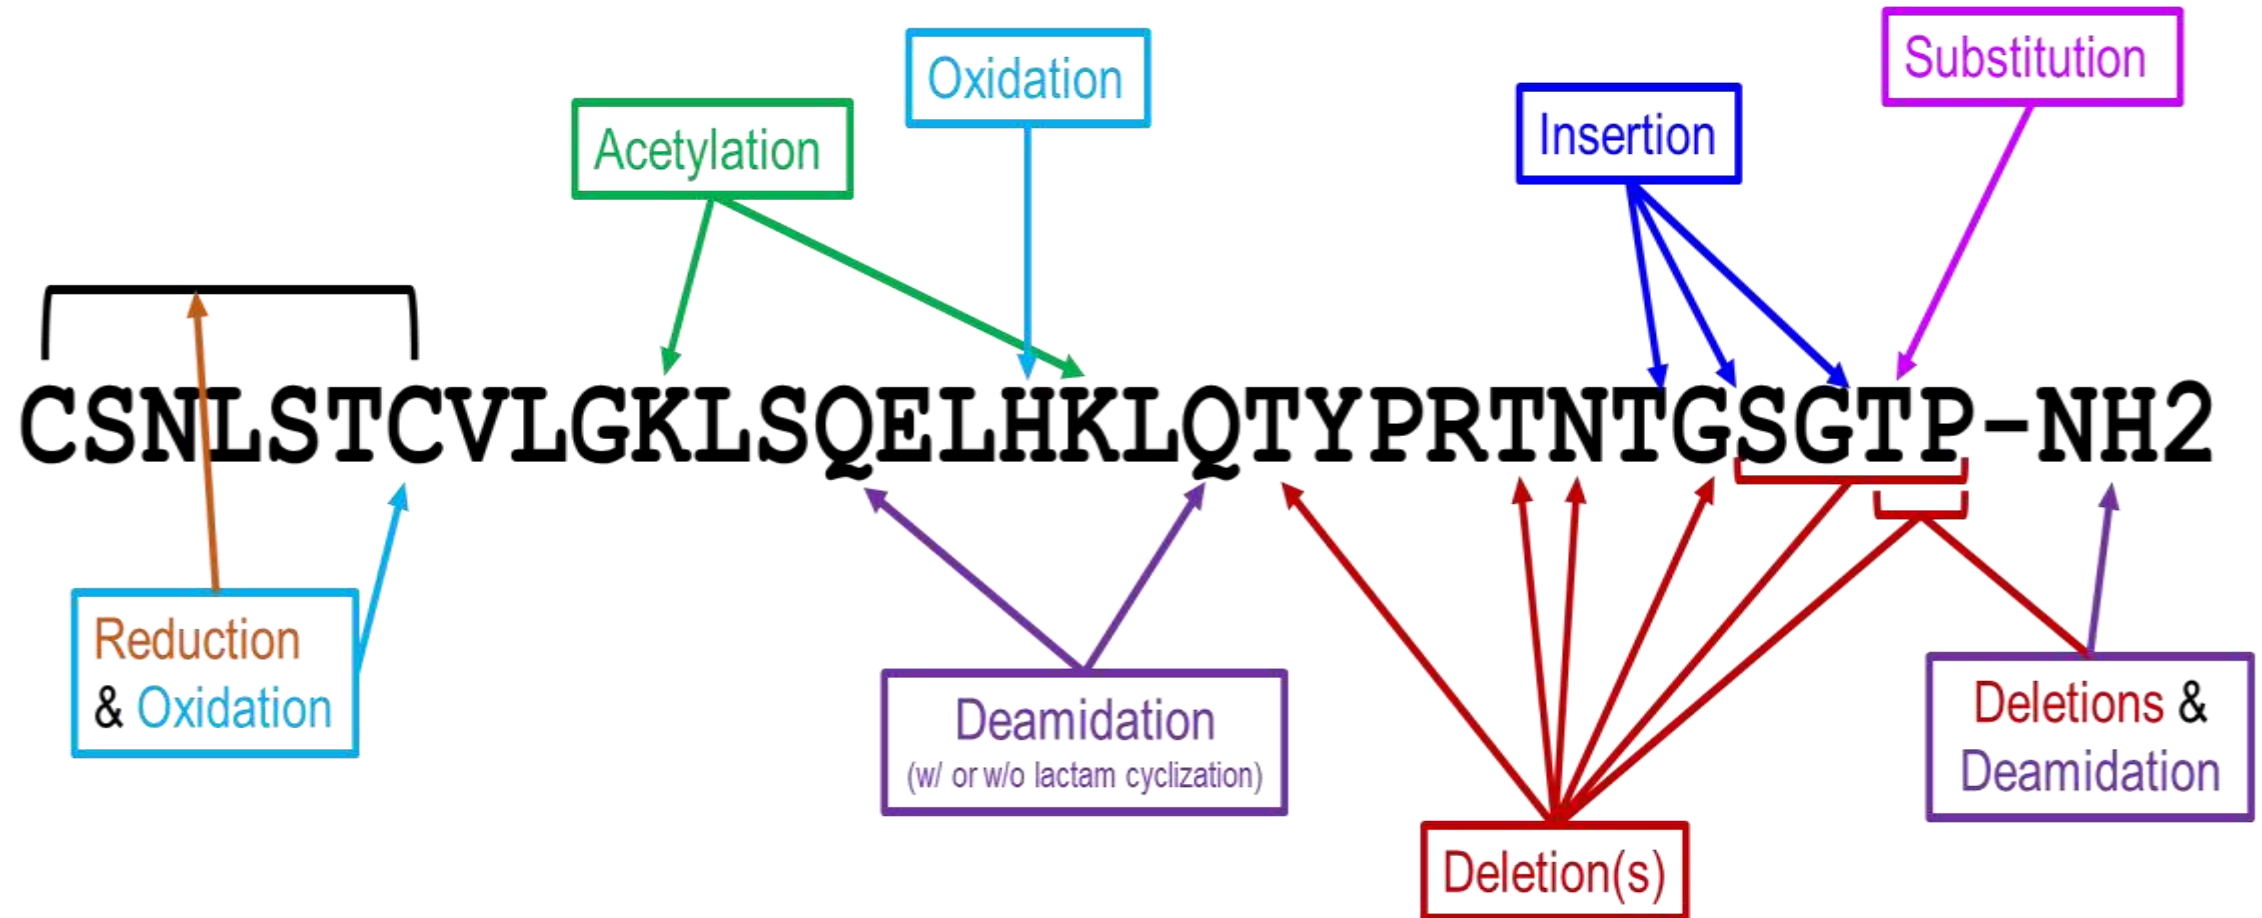 Substitution
Oxidation
Insertion
Acetylation
CSNLSTCVLGKLSQELHKLQTYPRTNTGSGTP-NH2
Reduction
& Oxidation
Deamidation
(w/ or w/o lactam cyclization)
Deletions &
Deamidation
Deletion(s)